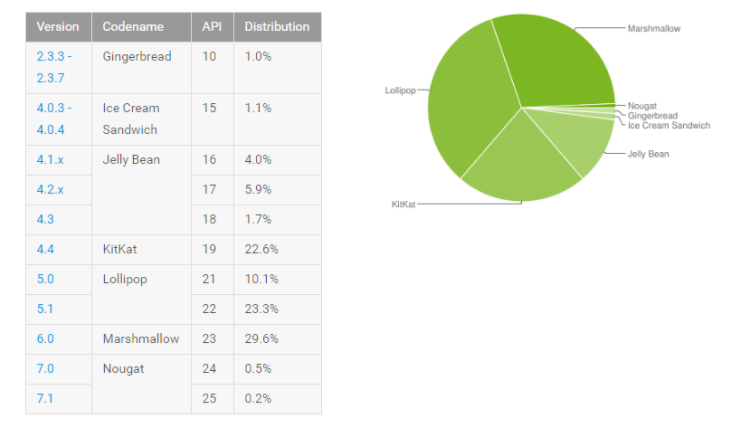 Version Codename API Distribution
2.3.3 - Gingerbread 10 1.0%
2.3.7
4.0.3 - Ice Cream 15 1.1%
4.0.4 Sandwich
4.1.x Jelly Bean 16 4.0%
4.2.x 17 5.9%
4.3 18 1.7%
4.4 KitKat 19 22.6%
5.0 Lollipop 21 10.1%
5.1 22 23.3%
6.0 Marshmallow 23 29.6%
7.0 Nougat 24 0.5%
7.1 25 0.2%
Marshmallow
Lollipop
Nougat
Gingerbread
Ice Cream Sandwich
Jelly Bean
KitKat